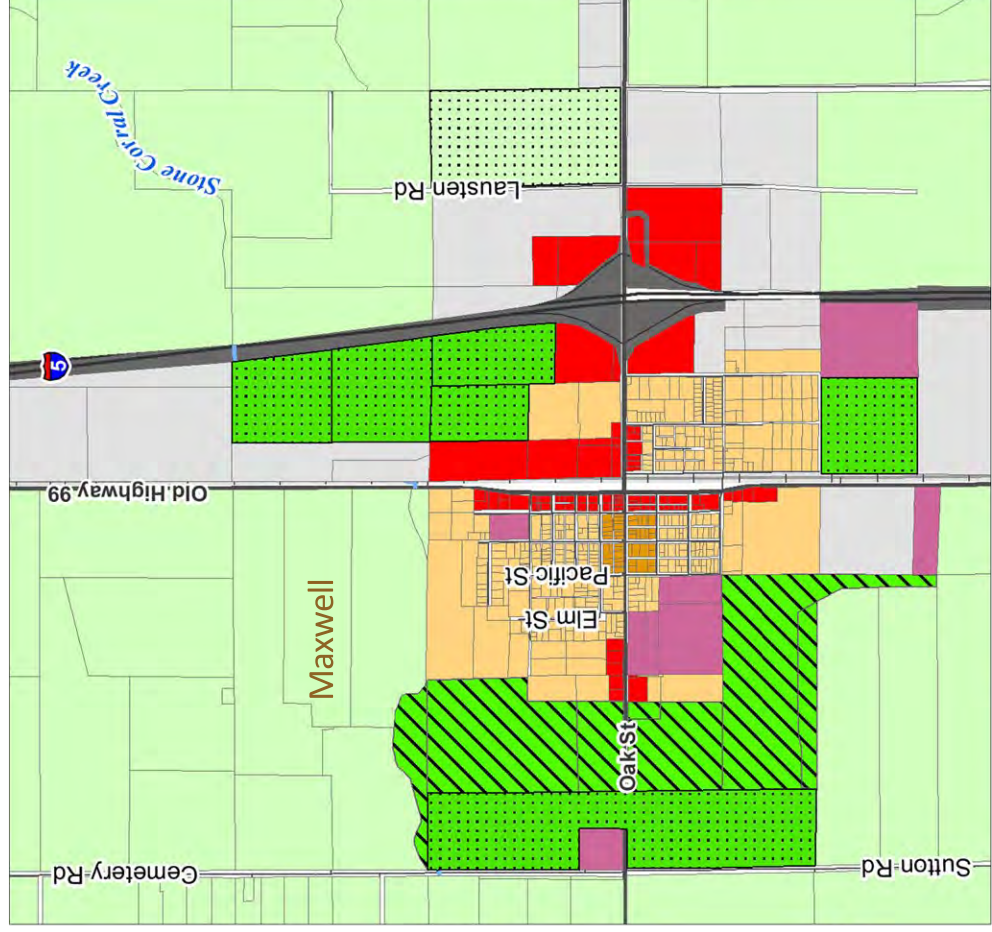 Stone Corral Creek
Lausten Rd
5
Old Highway 99
Pacific St
Maxwell
Elm St
Oak St
Cemetery Rd
Sutton Rd